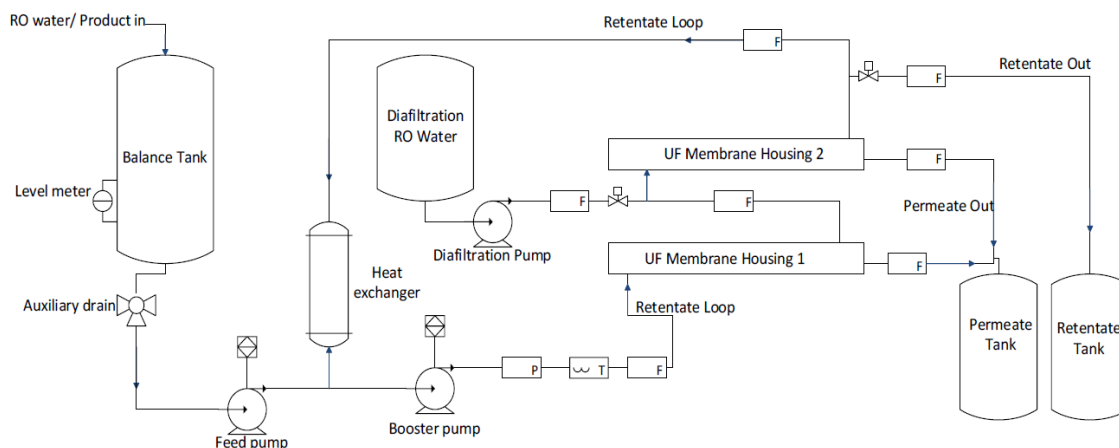 RO water/ Product in
Retentate Loop
F
F
Retentate Out
Diafiltration
RO Water
Balance Tank
UF Membrane Housing 2
F
Level meter
F
F
Permeate Out
Diafiltration Pump
UF Membrane Housing 1
F
Heat
exchanger
Retentate Loop
Auxiliary drain
Permeate
Tank
Retentate
Tank
P
T
F
Booster pump
Feed pump